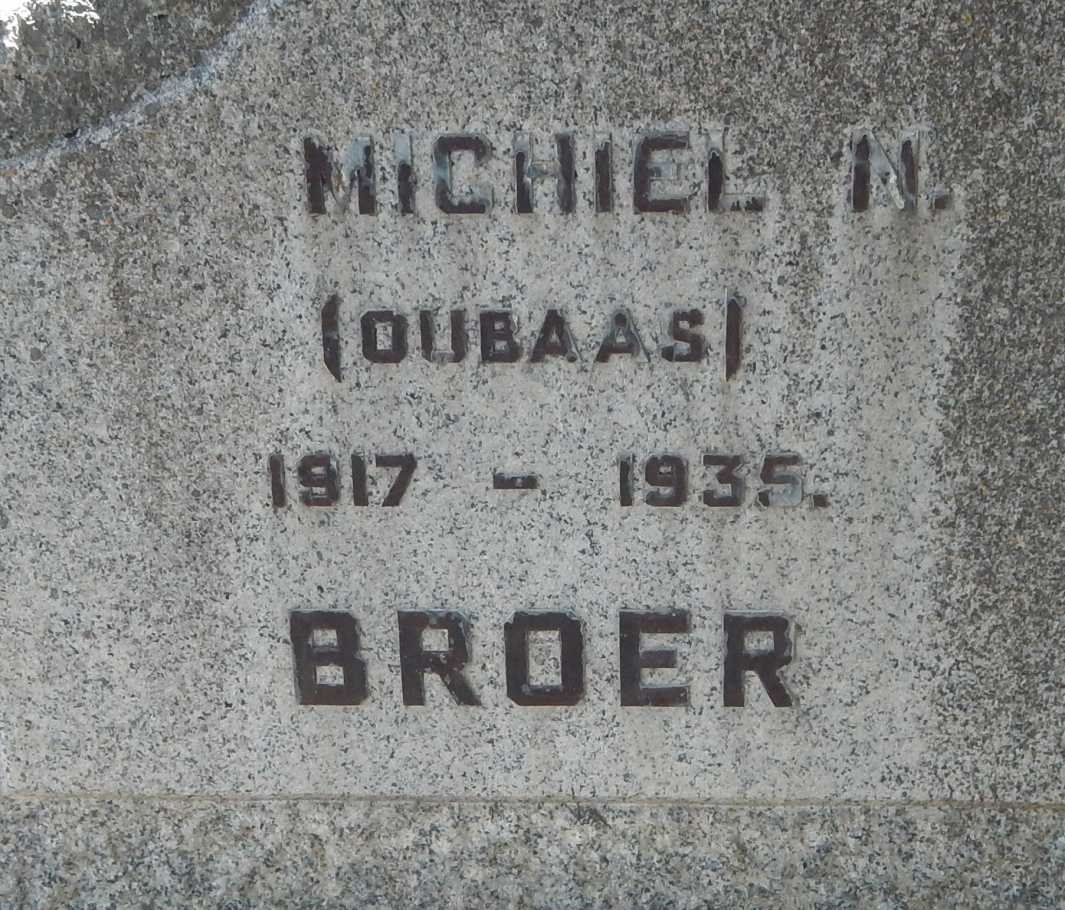 MICHIEL N.
(OUBAAS)
1917 - 1935.
BROER